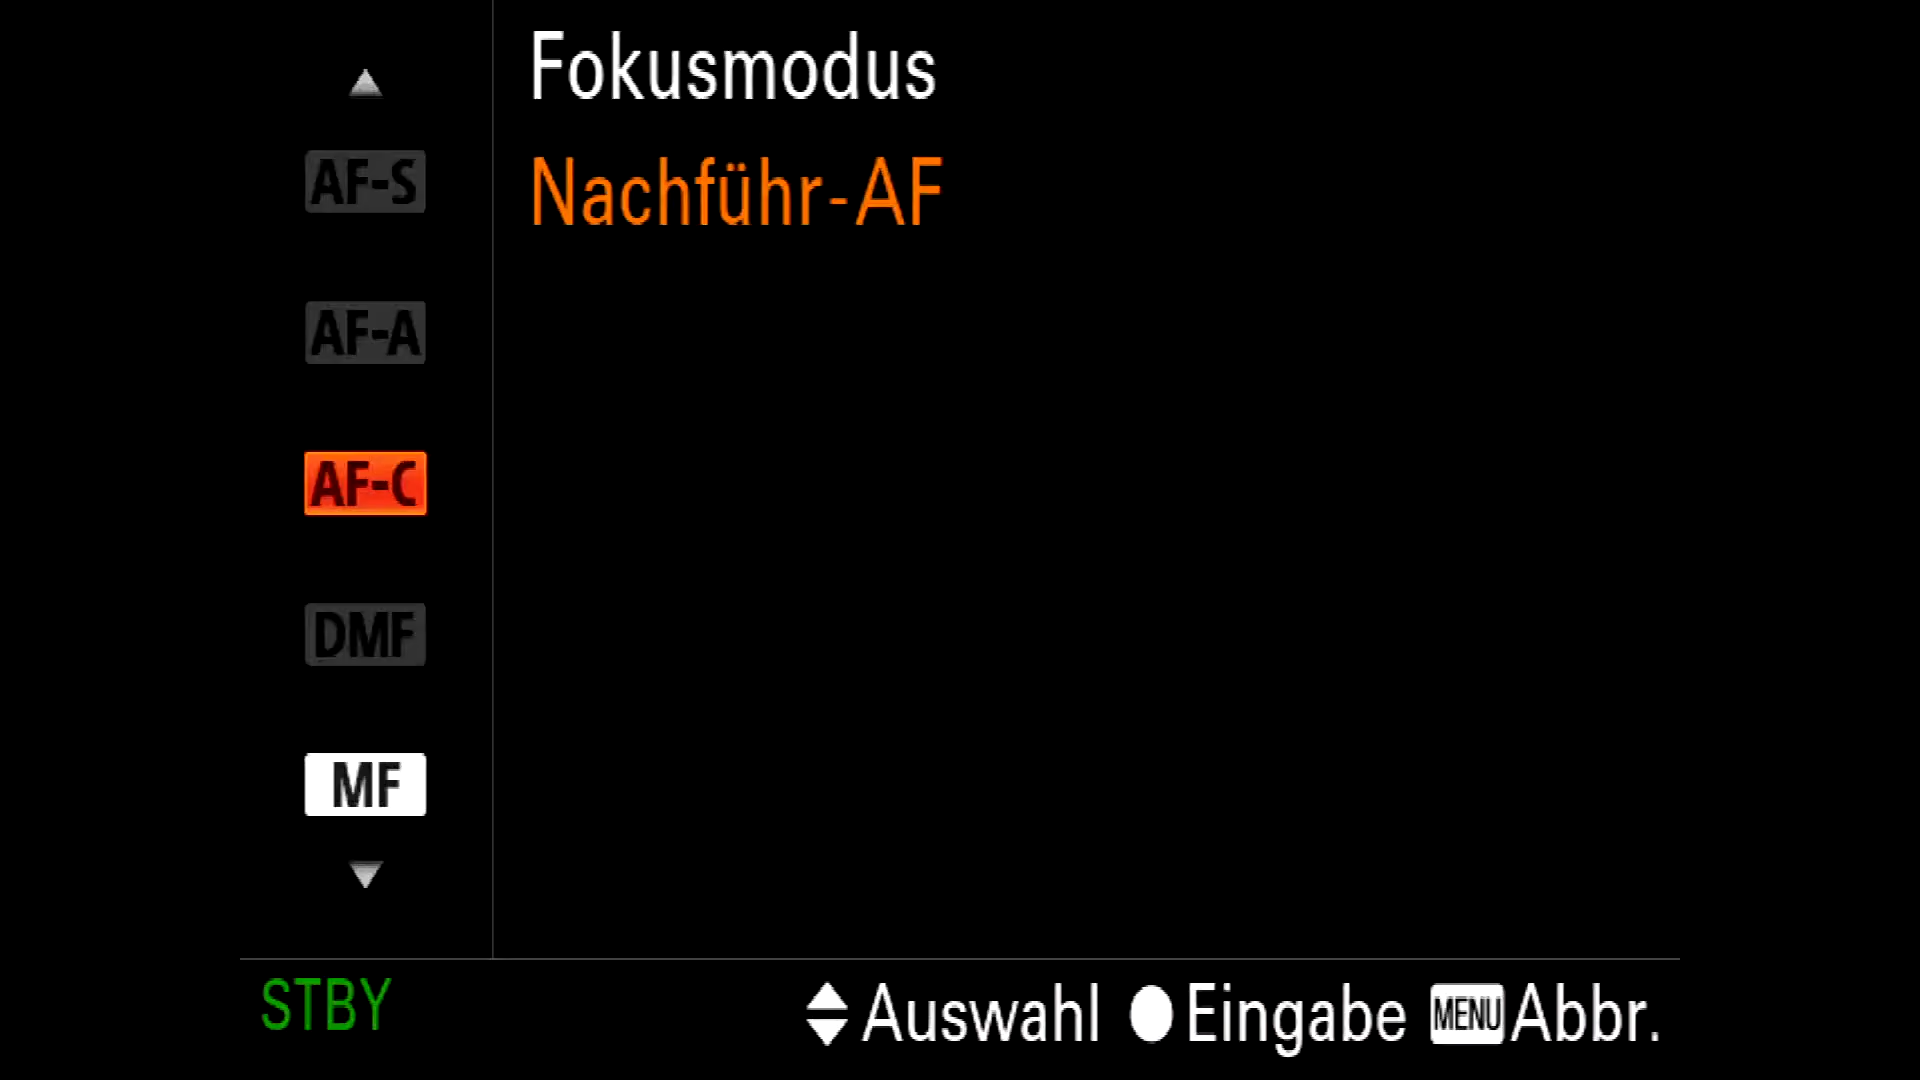 Fokusmodus
Nachführ-AF
AF-S
AF-A
AF-C
DMF
MF
STBY
Auswahl Eingabe MENU Abbr.